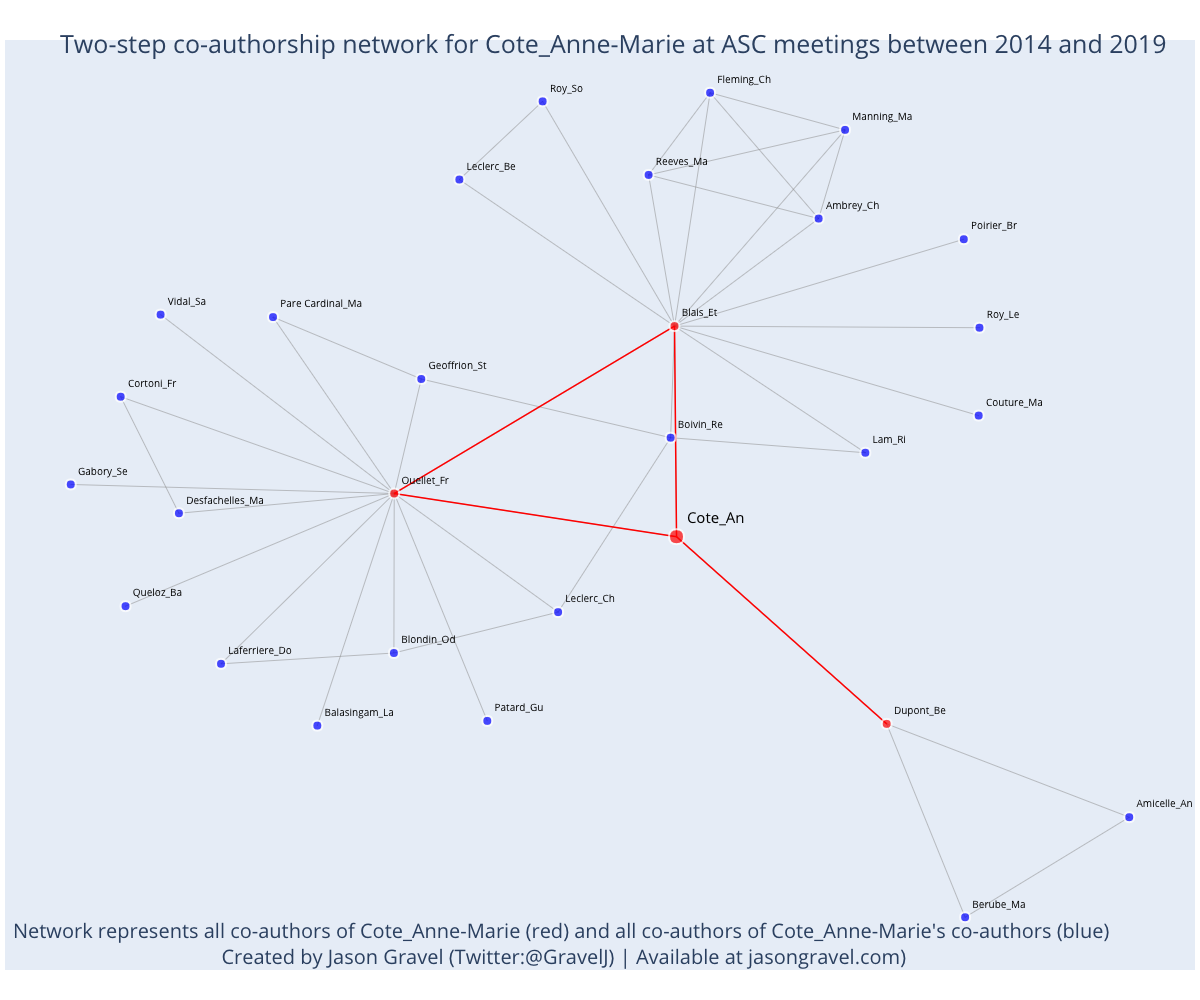 Two-step co-authorship network for Cote_Anne-Marie at ASC meetings between 2014 and 2019
Fleming_Ch
Roy_So
Manning_Ma
Reeves_Ma
Leclerc_Be
Ambrey_Ch
Poirier_Br
Vidal_Sa
Pare Cardinal_Ma
Blais_Et
Roy_Le
Geoffrion_St
Cortoni_Fr
Couture_Ma
Boivin_Re
Lam_Ri
Gabory_Se
Ouellet_Fr
Desfachelles_Ma
Cote_An
Queloz_Ba
Leclerc_Ch
Blondin_Od
Laferriere_Do
Patard_Gu
Balasingam_La
Dupont_Be
Amicelle_An
Berube_Ma
Network represents all co-authors of Cote_Anne-Marie (red) and all co-authors of Cote_Anne-Marie's co-authors (blue)
Created by Jason Gravel (Twitter:@GravelJ) | Available at jasongravel.com)